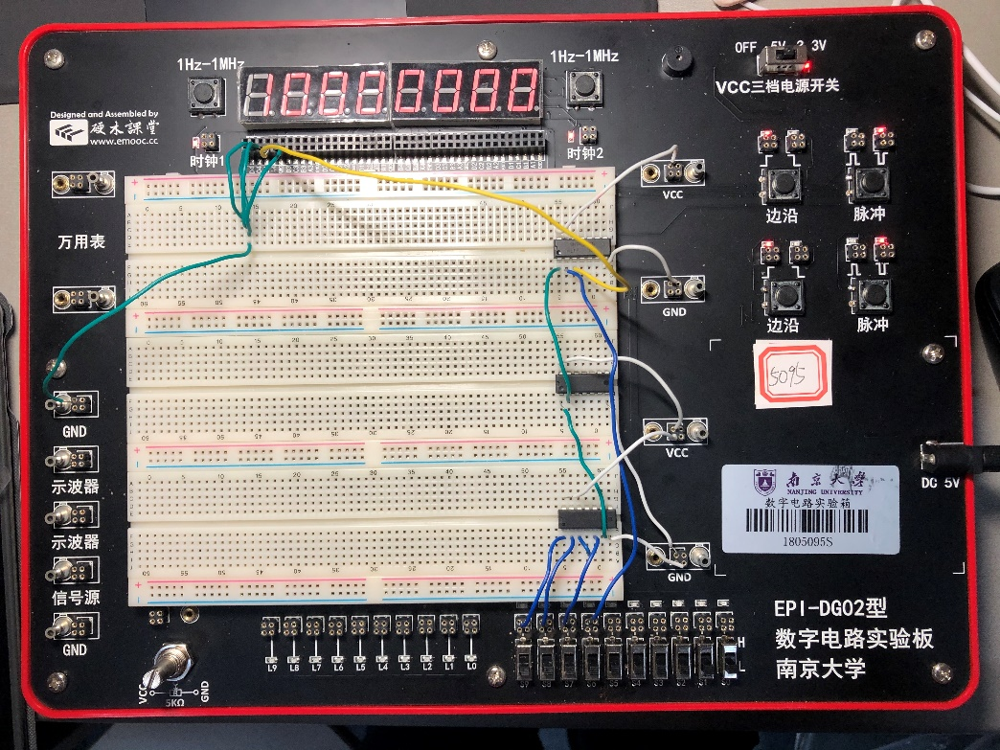 OFF 5V 3.3V
1Hz-1MHz
1Hz-1MHz
VCC三档电源开关
Designed and Assembled by
硬木課堂
www.emooc.cc
时钟1
时钟2
VCC
边沿
脉冲
万用表
GND
边沿
脉冲
5095
GND
VCC
示波器
DC 5V
南京大学
NANJING UNIVERSITY
数字电路实验箱
1805095S
示波器
GND
信号源
GND
EPI-DG02型
数字电路实验板
南京大学
H
L
L9 L8 L7 L6 L5 L4 L3 L2 L1 L0
VCC
5KΩ
GND